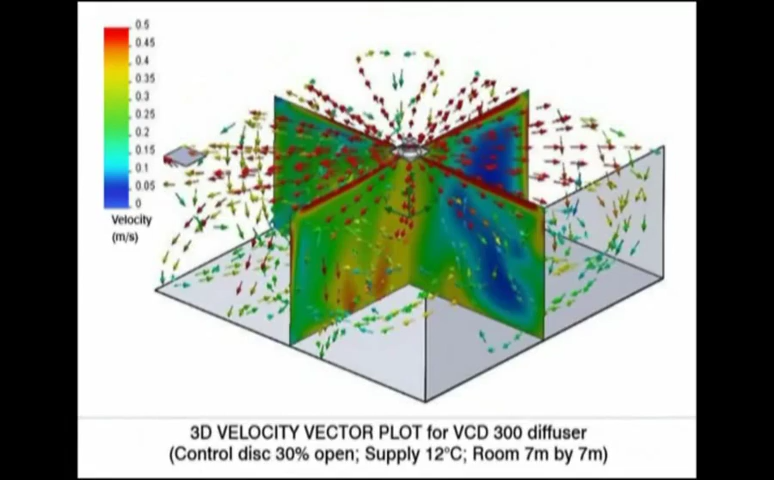 0.5
0.45
0.4
0.35
0.3
0.25
0.2
0.15
0.1
0.05
0
Velocity
(m/s)
3D VELOCITY VECTOR PLOT for VCD 300 diffuser
(Control disc 30% open; Supply 12°C; Room 7m by 7m)